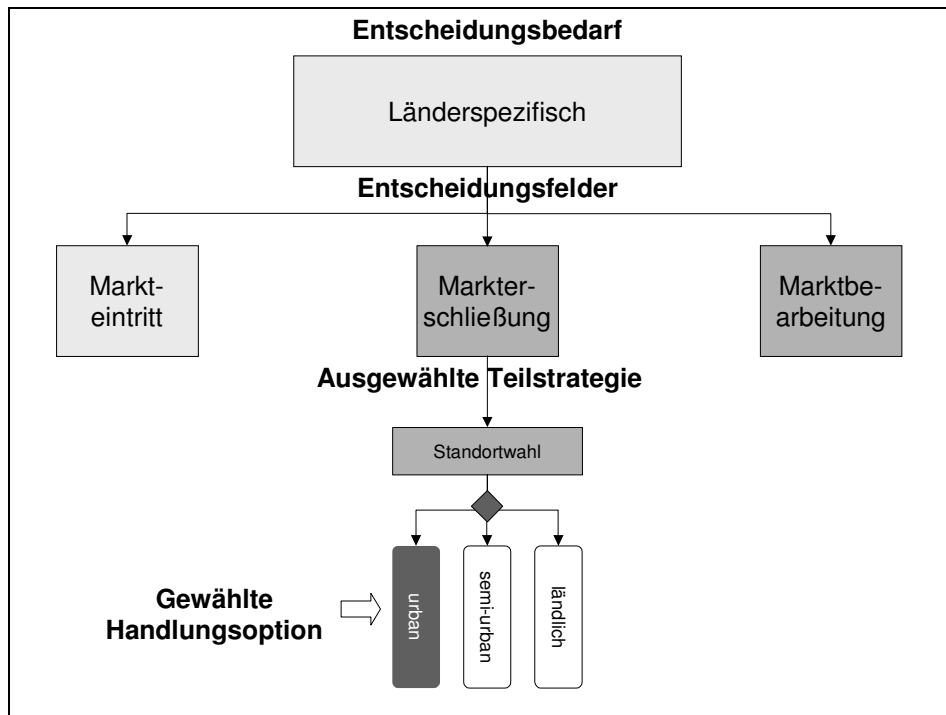 Entscheidungsbedarf
Länderspezifisch
Entscheidungsfelder
Markt-
eintritt
Markter-
schließung
Marktbe-
arbeitung
Ausgewählte Teilstrategie
Standortwahl
urban
semi-urban
ländlich
Gewählte
Handlungsoption